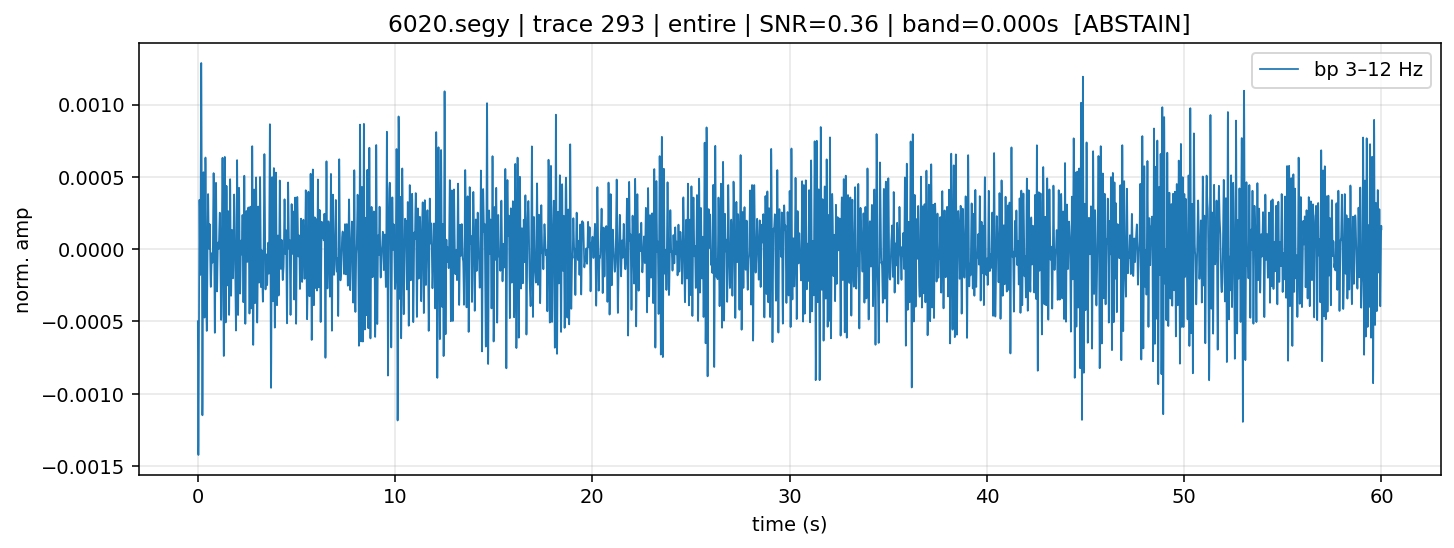 6020.segy | trace 293 | entire | SNR=0.36 | band=0.000s  [ABSTAIN]
bp 3–12 Hz
norm. amp
0.0010
0.0005
0.0000
−0.0005
−0.0010
−0.0015
0 10 20 30 40 50 60
time (s)